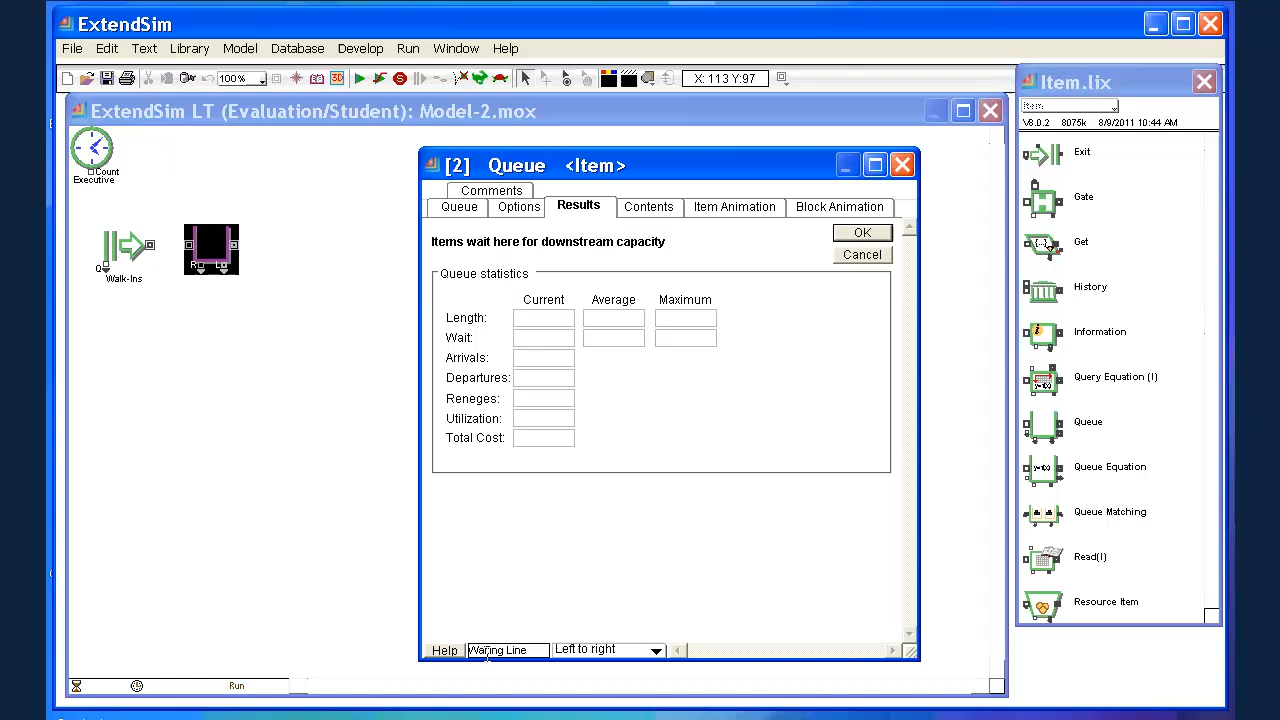 ExtendSim
File Edit Text Library Model Database Develop Run Window Help
100% 3D X: 113 Y:97
ExtendSim LT (Evaluation/Student): Model-2.mox
Count
Executive
Q
Walk-Ins
R L
[2] Queue <Item>
Comments
Queue Options Results Contents Item Animation Block Animation
Items wait here for downstream capacity
OK
Cancel
Queue statistics
Current Average Maximum
Length:
Wait:
Arrivals:
Departures:
Reneges:
Utilization:
Total Cost:
Help Waiting Line Left to right
Run
Item.lix
Item
V8.0.2 8075k 8/9/2011 10:44 AM
Exit
Gate
Get
History
Information
Query Equation (I)
y=f(x)
Queue
Queue Equation
y=f(x)
Queue Matching
Read(I)
Resource Item